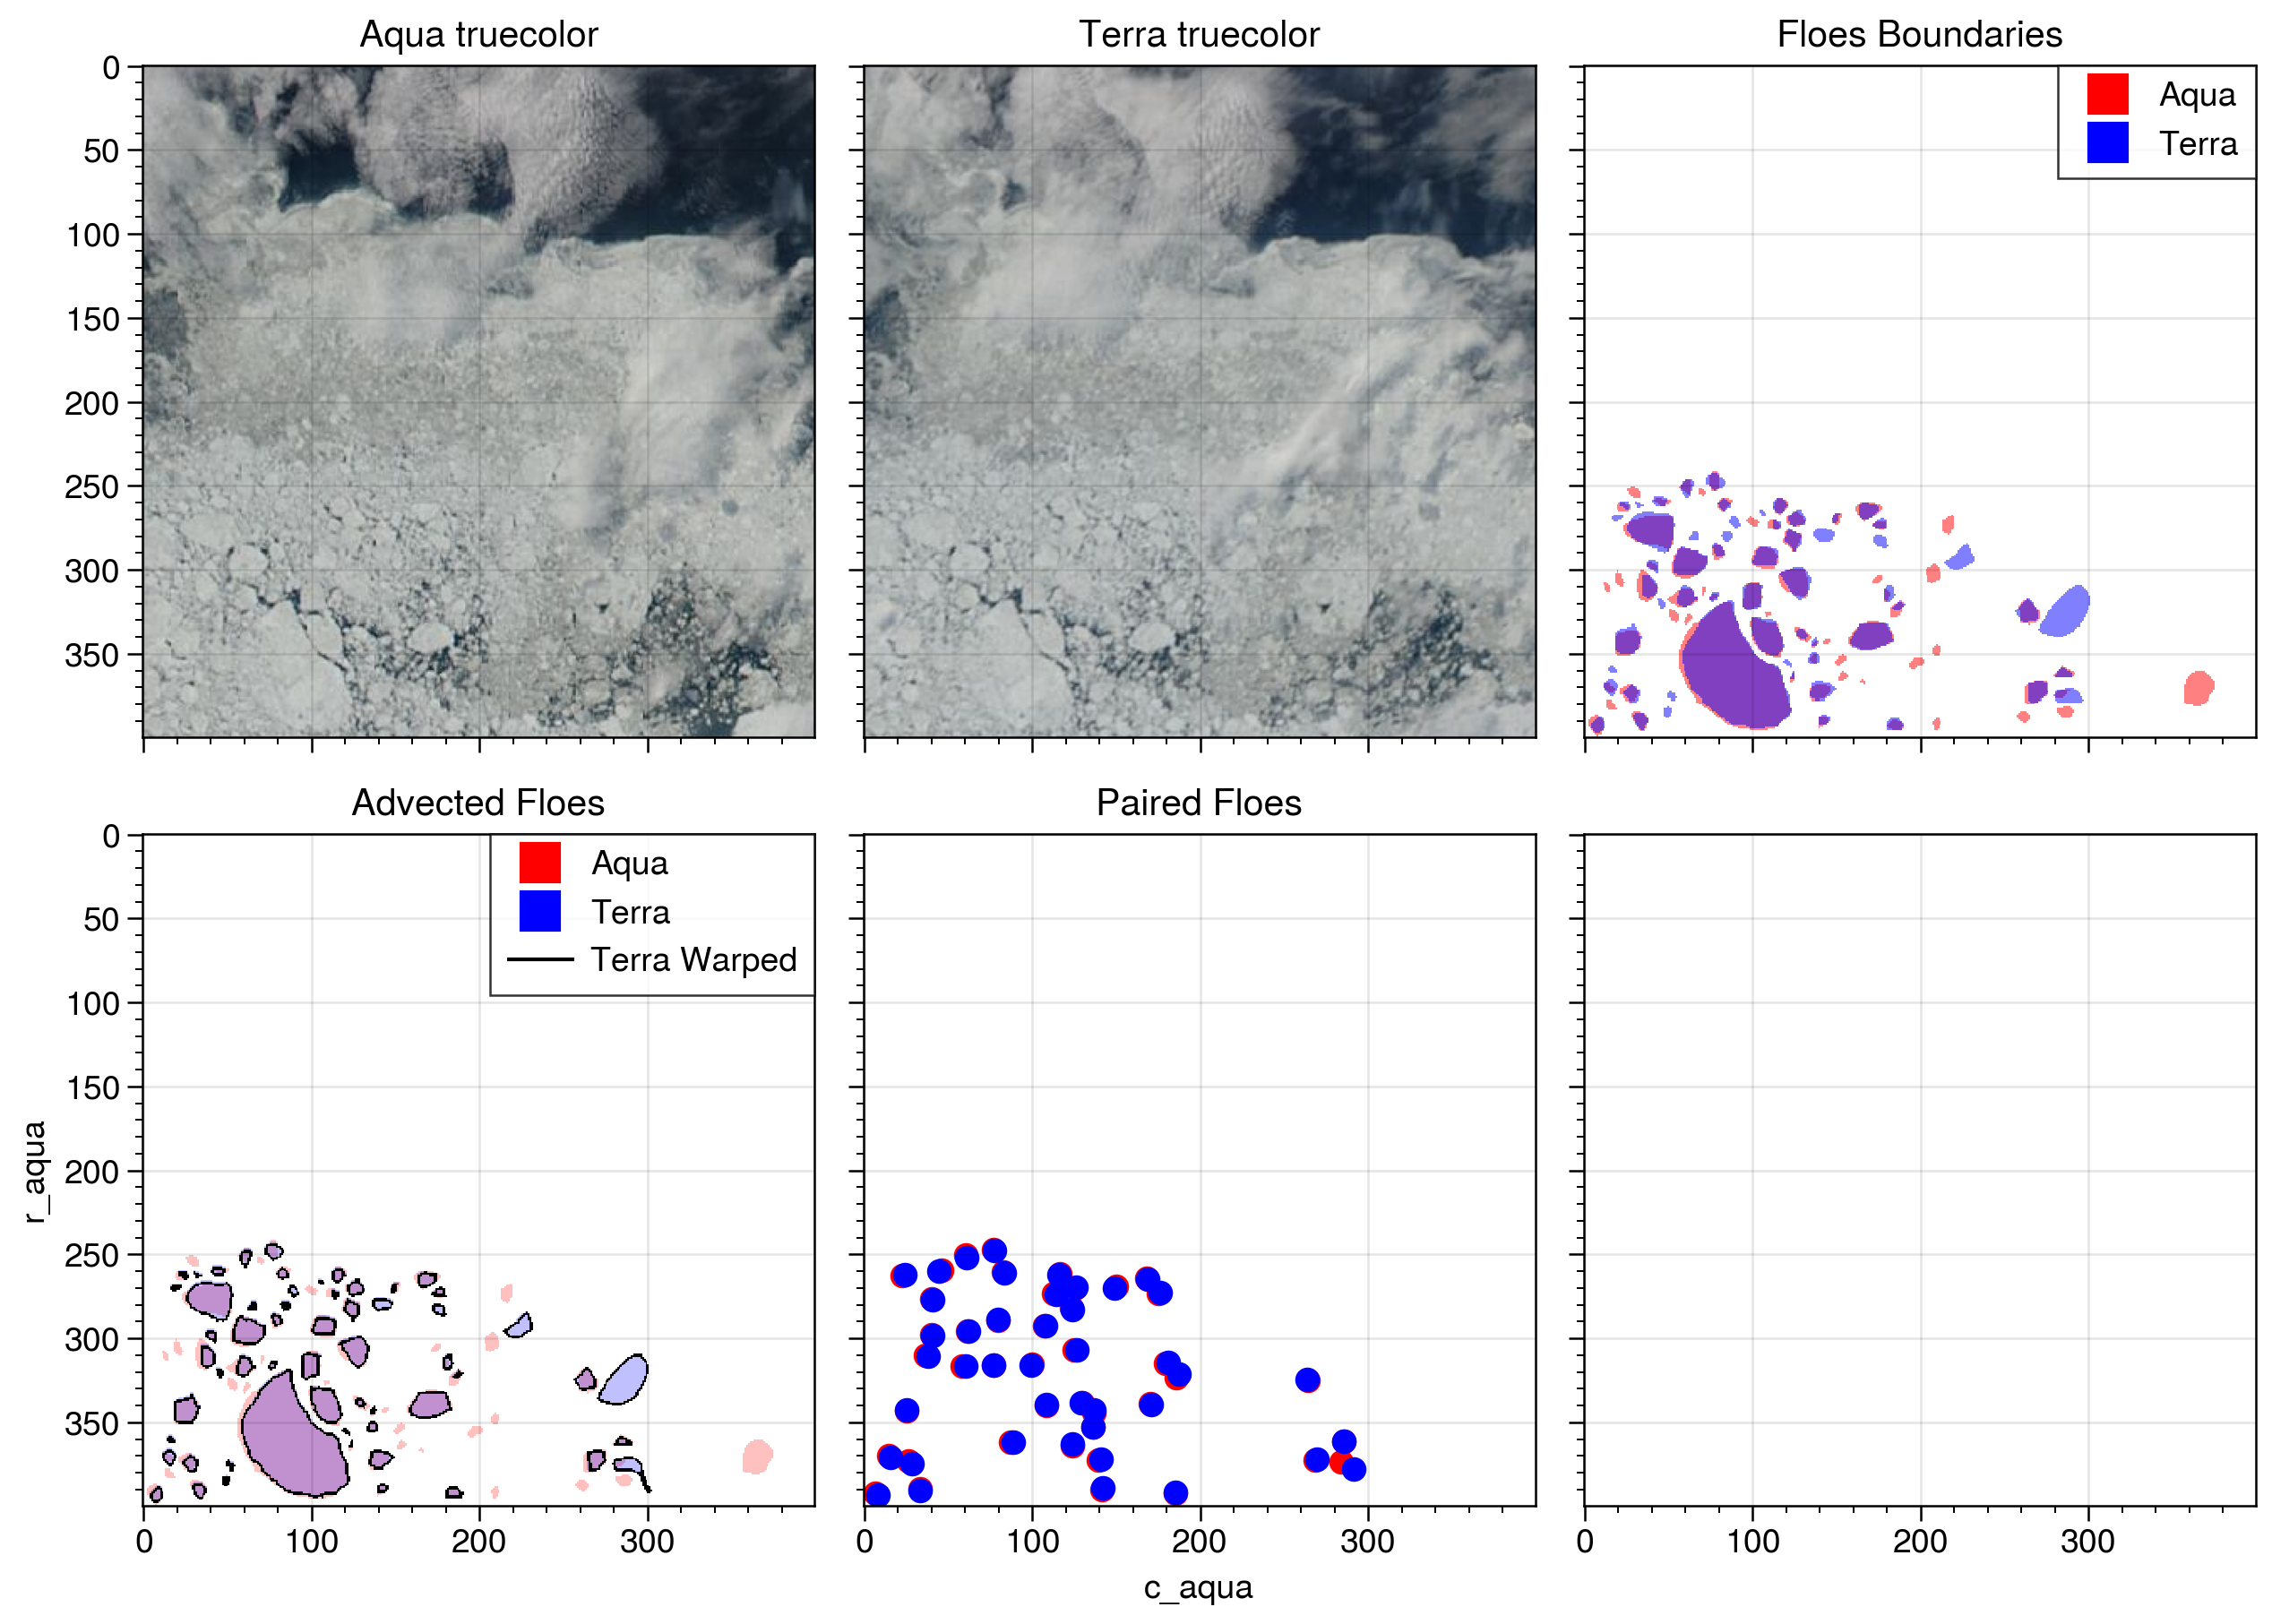 Aqua truecolor
Terra truecolor
Floes Boundaries
0
50
100
150
200
250
300
350
Aqua
Terra
Advected Floes
Paired Floes
0
50
100
150
200
250
300
350
r_aqua
Aqua
Terra
Terra Warped
0 100 200 300
0 100 200 300
0 100 200 300
c_aqua